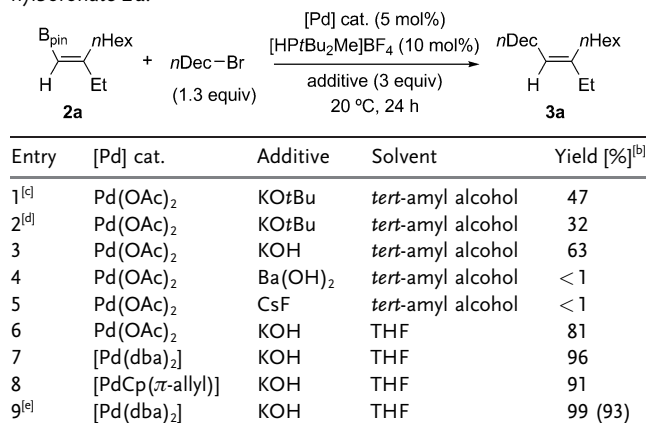 nylboronate 2a.
Bpin nHex H Et 2a
+
nDec–Br
(1.3 equiv)
[Pd] cat. (5 mol%)
[HPtBu₂Me]BF₄ (10 mol%)
additive (3 equiv)
20 ºC, 24 h
nDec nHex H Et 3a
Entry [Pd] cat. Additive Solvent Yield [%][b]
1[c] Pd(OAc)₂ KOtBu tert-amyl alcohol 47
2[d] Pd(OAc)₂ KOtBu tert-amyl alcohol 32
3 Pd(OAc)₂ KOH tert-amyl alcohol 63
4 Pd(OAc)₂ Ba(OH)₂ tert-amyl alcohol <1
5 Pd(OAc)₂ CsF tert-amyl alcohol <1
6 Pd(OAc)₂ KOH THF 81
7 [Pd(dba)₂] KOH THF 96
8 [PdCp(π-allyl)] KOH THF 91
9[e] [Pd(dba)₂] KOH THF 99 (93)